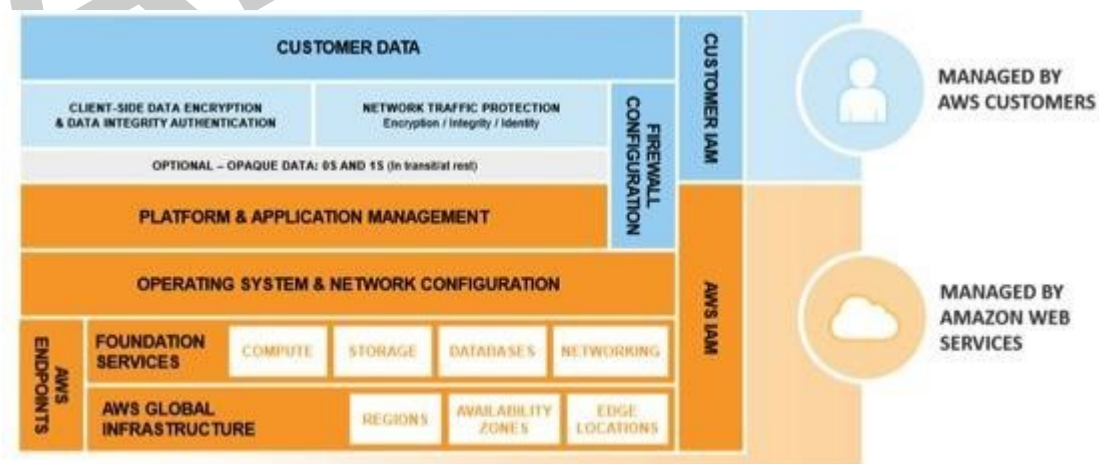 CUSTOMER DATA
CUSTOMER IAM
MANAGED BY
AWS CUSTOMERS
CLIENT-SIDE DATA ENCRYPTION
& DATA INTEGRITY AUTHENTICATION
NETWORK TRAFFIC PROTECTION
Encryption / Integrity / Identity
FIREWALL
CONFIGURATION
OPTIONAL – OPAQUE DATA: 0S AND 1S (In transit/at rest)
PLATFORM & APPLICATION MANAGEMENT
OPERATING SYSTEM & NETWORK CONFIGURATION
AWS IAM
MANAGED BY
AMAZON WEB
SERVICES
AWS
ENDPOINTS
FOUNDATION
SERVICES
COMPUTE
STORAGE
DATABASES
NETWORKING
AWS GLOBAL
INFRASTRUCTURE
REGIONS
AVAILABILITY
ZONES
EDGE
LOCATIONS